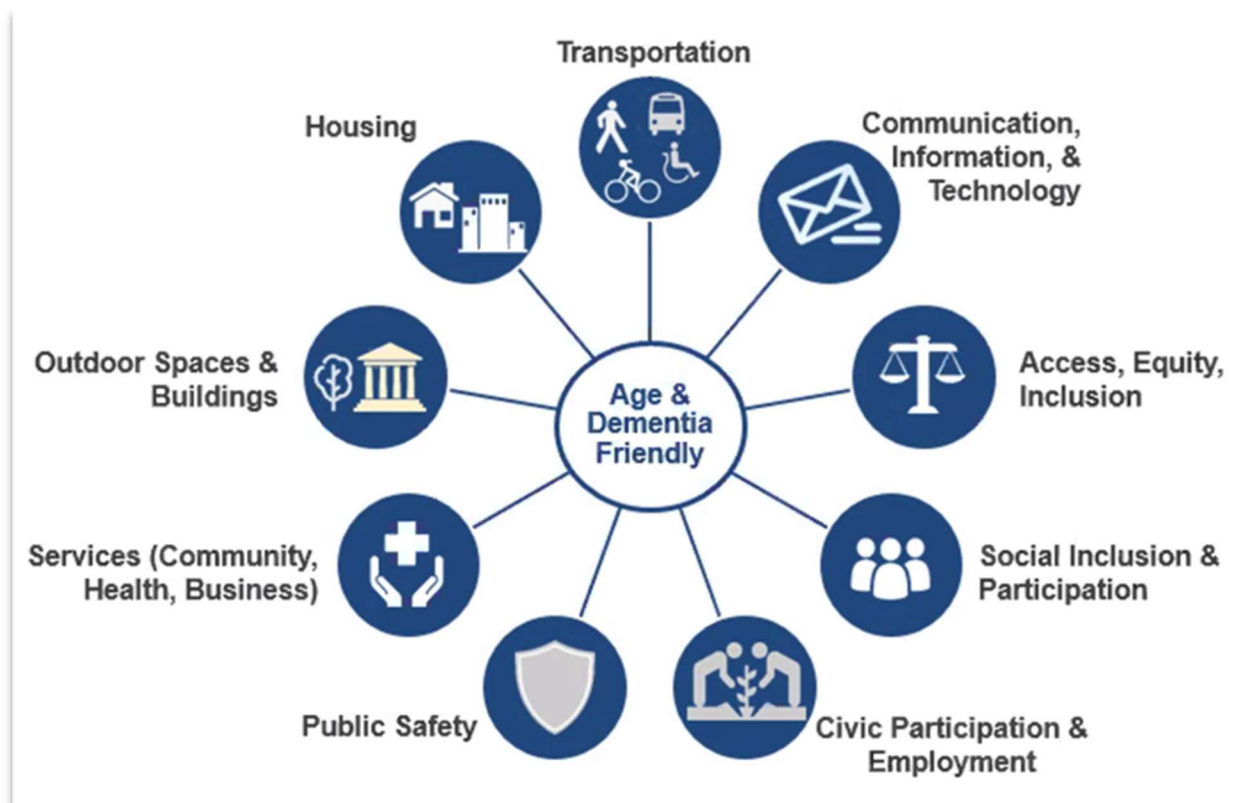 Transportation
Housing
Communication,
Information, &
Technology
Outdoor Spaces &
Buildings
Age &
Dementia
Friendly
Access, Equity,
Inclusion
Services (Community,
Health, Business)
Social Inclusion &
Participation
Public Safety
Civic Participation &
Employment